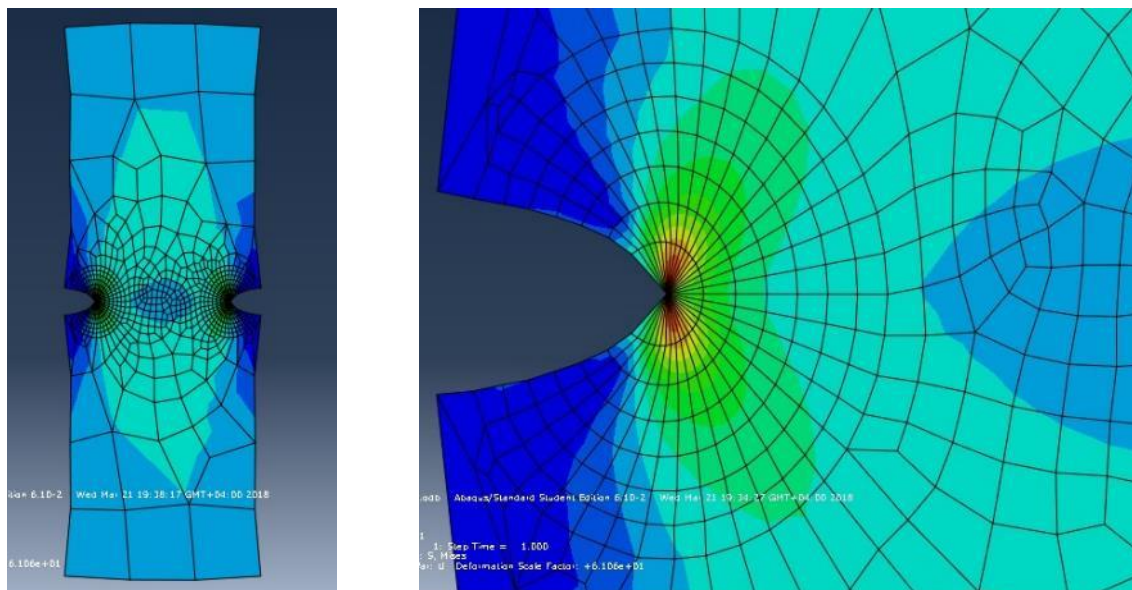 ition 6.10-2 Wed Mar 21 19:38:17 GMT+04:00 2018
6.106e+01
.odb Abaqus/Standard Student Edition 6.10-2 Wed Mar 21 19:34:27 GMT+04:00 2018
1
1: Step Time = 1.000
: S, Mises
ar: U Deformation Scale Factor: +6.106e+01